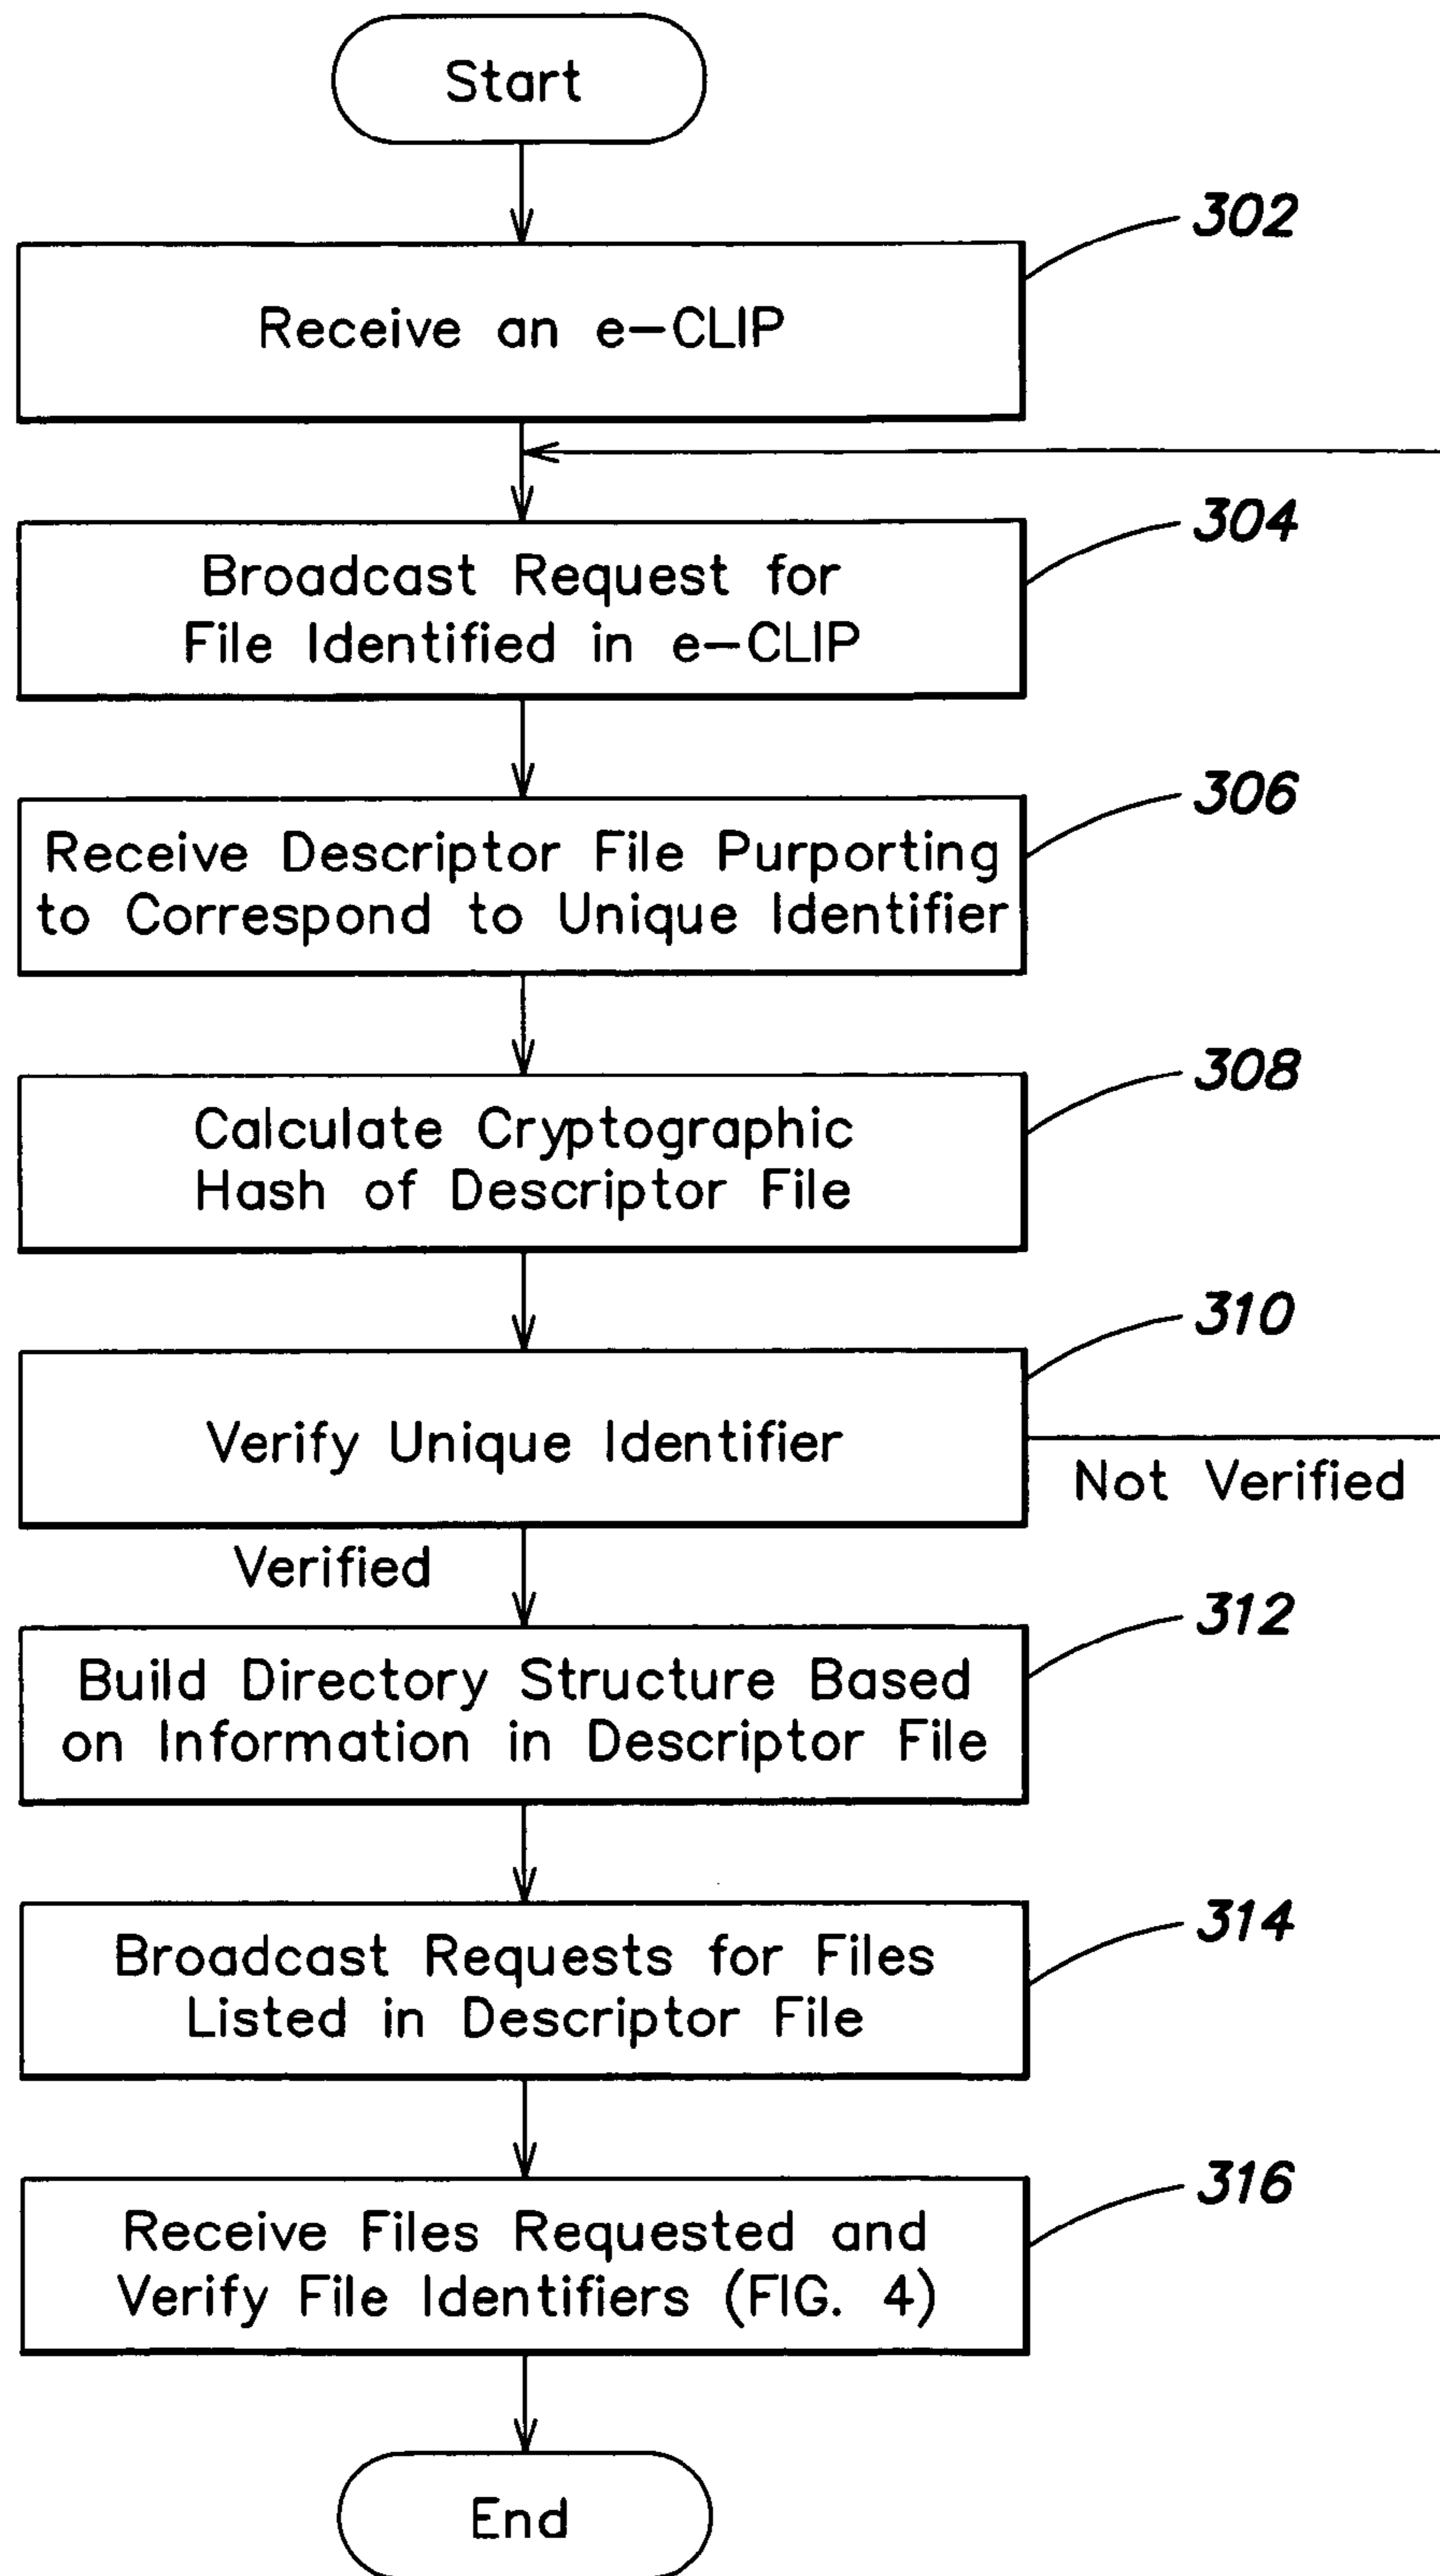 Start
302
Receive an e-CLIP
304
Broadcast Request for
File Identified in e-CLIP
306
Receive Descriptor File Purporting
to Correspond to Unique Identifier
308
Calculate Cryptographic
Hash of Descriptor File
310
Verify Unique Identifier
Not Verified
Verified
312
Build Directory Structure Based
on Information in Descriptor File
314
Broadcast Requests for Files
Listed in Descriptor File
316
Receive Files Requested and
Verify File Identifiers (FIG. 4)
End